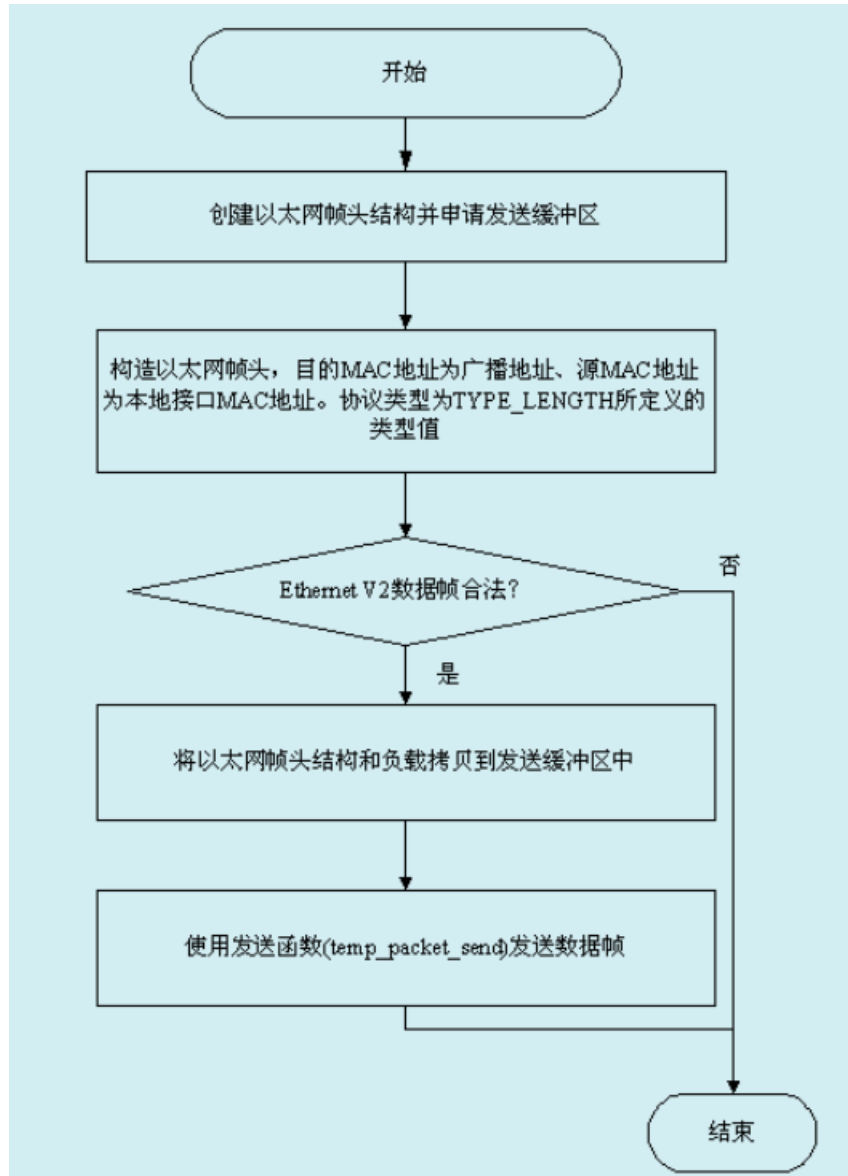 开始
创建以太网帧头结构并申请发送缓冲区
构造以太网帧头，目的MAC地址为广播地址、源MAC地址
为本地接口MAC地址。协议类型为TYPE_LENGTH所定义的
类型值
Ethernet V2数据帧合法？
否
是
将以太网帧头结构和负载拷贝到发送缓冲区中
使用发送函数(temp_packet_send)发送数据帧
结束